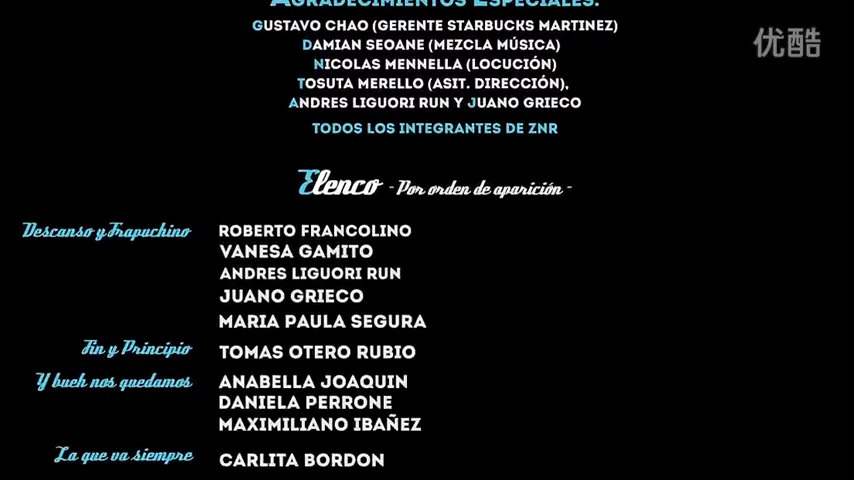 AGRADECIMIENTOS ESPECIALES:
GUSTAVO CHAO (GERENTE STARBUCKS MARTINEZ)
优酷
DAMIAN SEOANE (MEZCLA MÚSICA)
NICOLAS MENNELLA (LOCUCIÓN)
TOSUTA MERELLO (ASIT. DIRECCIÓN),
ANDRES LIGUORI RUN Y JUANO GRIECO
TODOS LOS INTEGRANTES DE ZNR
Elenco - Por orden de aparición -
Descanso y Frapuchino ROBERTO FRANCOLINO
VANESA GAMITO
ANDRES LIGUORI RUN
JUANO GRIECO
MARIA PAULA SEGURA
Fin y Principio TOMAS OTERO RUBIO
Y bueh nos quedamos ANABELLA JOAQUIN
DANIELA PERRONE
MAXIMILIANO IBAÑEZ
La que va siempre CARLITA BORDON